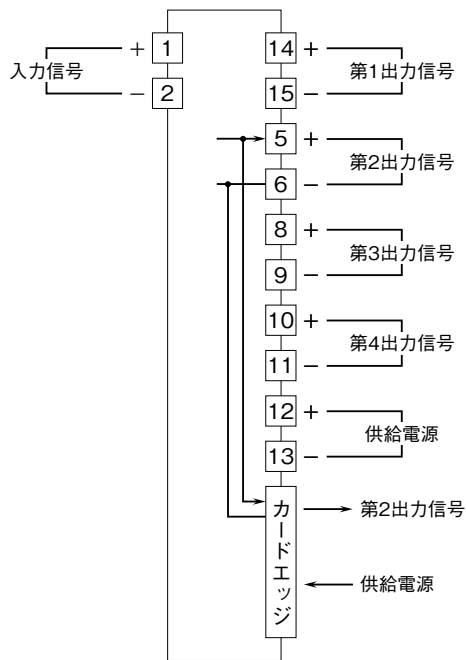 入力信号
+ 1
− 2
14 +
第1出力信号
15 −
5 +
第2出力信号
6 −
8 +
第3出力信号
9 −
10 +
第4出力信号
11 −
12 +
供給電源
13 −
カードエッジ
第2出力信号
供給電源